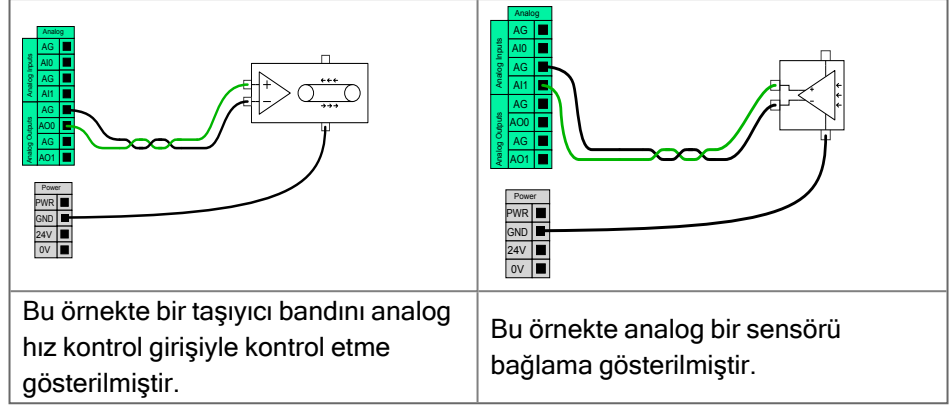 Analog
Analog Inputs
AG
AI0
AG
AI1
Analog Outputs
AG
AO0
AG
AO1
+
−
←←←
→→→
Power
PWR
GND
24V
0V
Bu örnekte bir taşıyıcı bandını analog
hız kontrol girişiyle kontrol etme
gösterilmiştir.
Analog
Analog Inputs
AG
AI0
AG
AI1
Analog Outputs
AG
AO0
AG
AO1
+
−
Power
PWR
GND
24V
0V
Bu örnekte analog bir sensörü
bağlama gösterilmiştir.